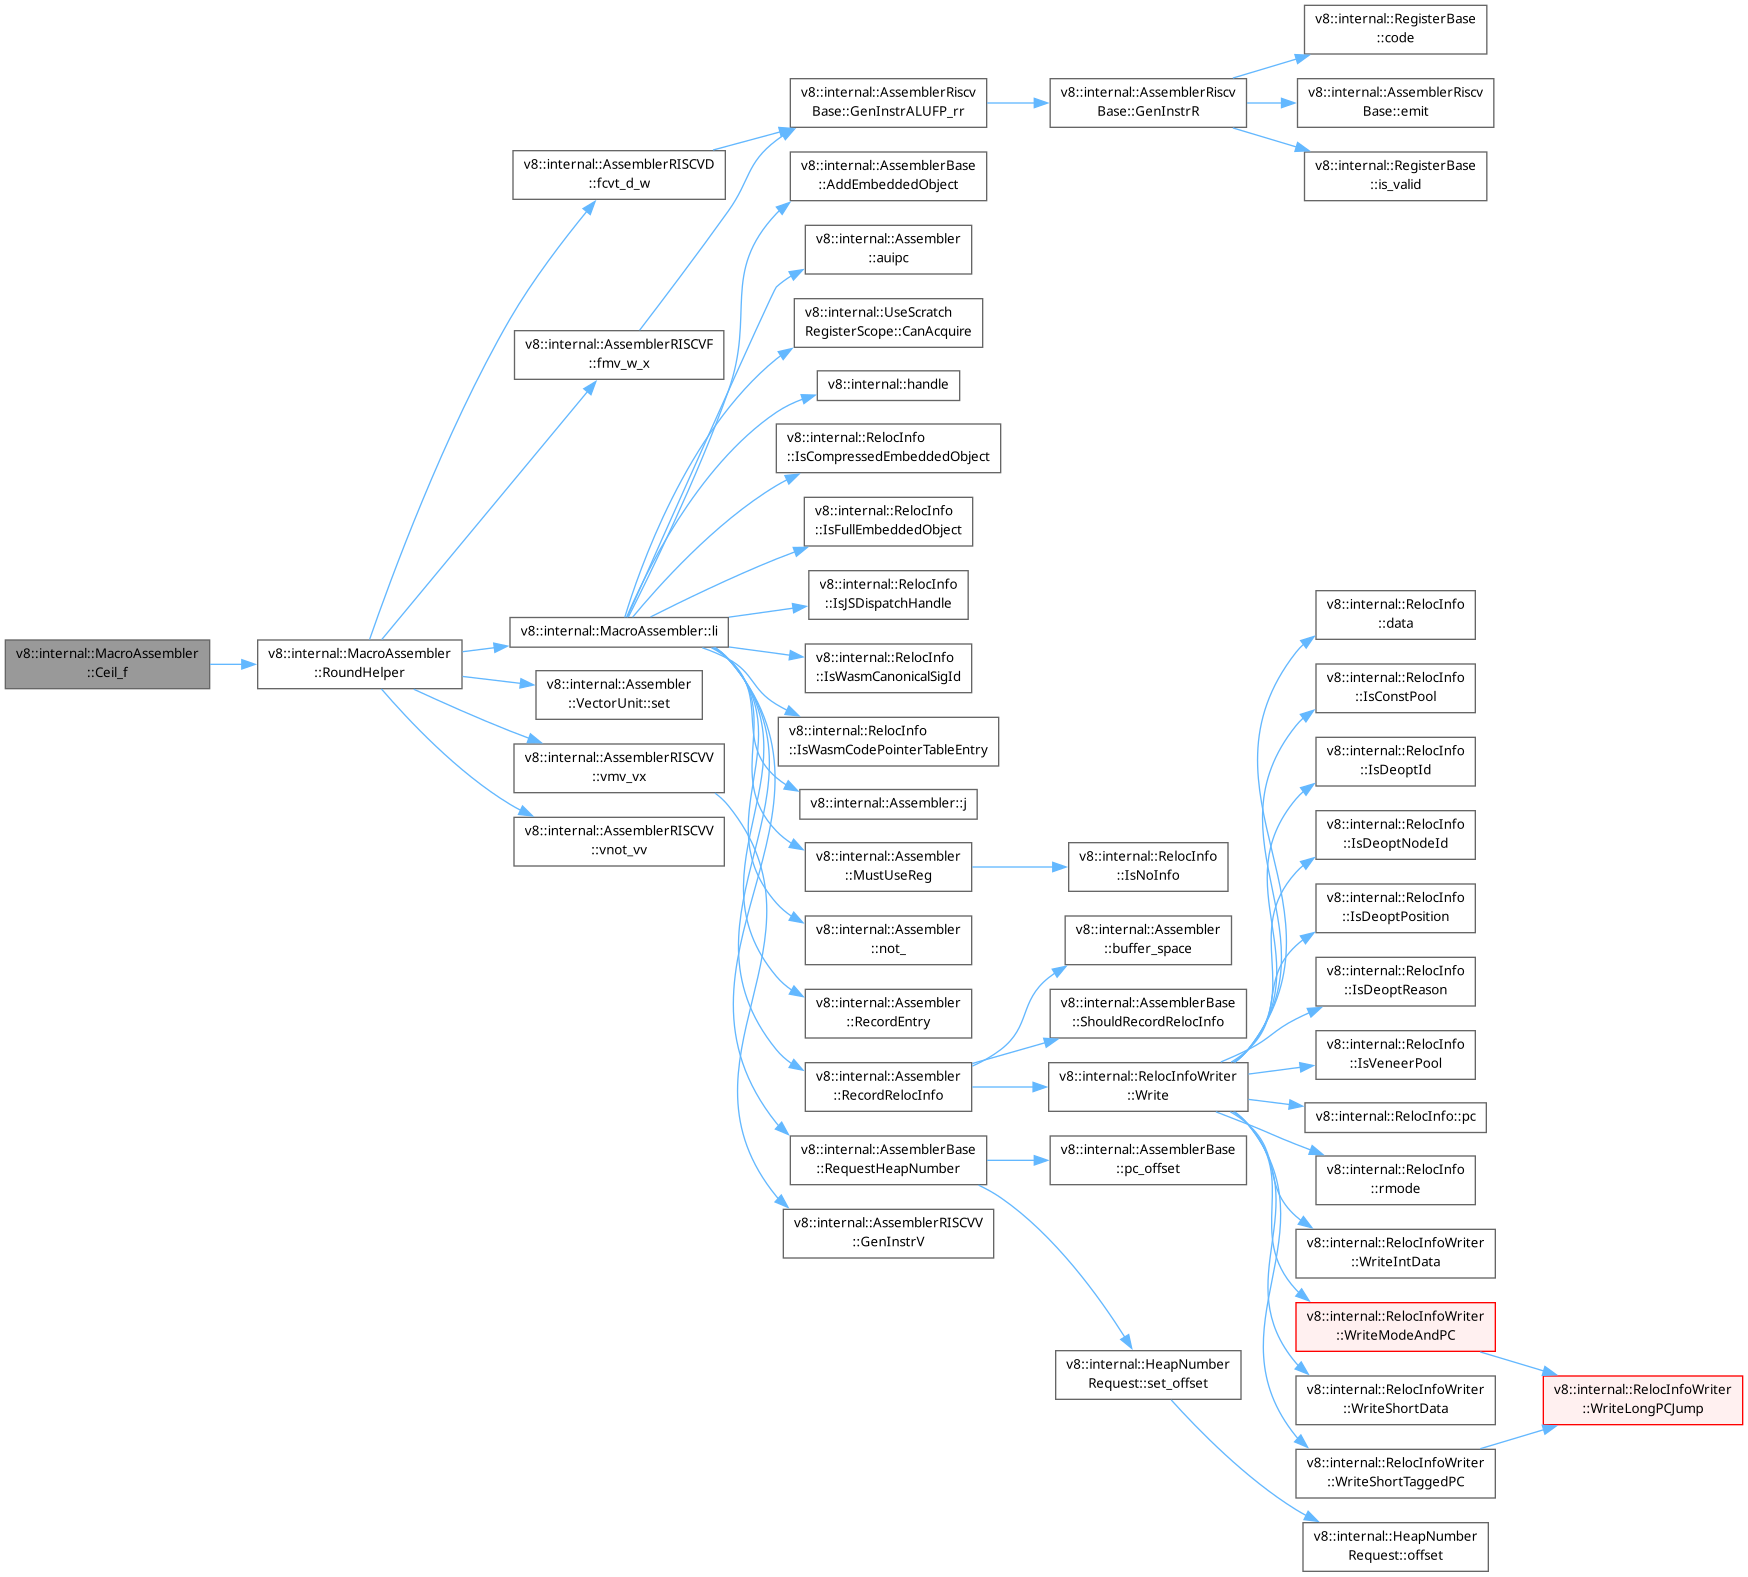 v8::internal::MacroAssembler
::Ceil_f
v8::internal::MacroAssembler
::RoundHelper
v8::internal::AssemblerRISCVD
::fcvt_d_w
v8::internal::AssemblerRISCVF
::fmv_w_x
v8::internal::MacroAssembler::li
v8::internal::Assembler
::VectorUnit::set
v8::internal::AssemblerRISCVV
::vmv_vx
v8::internal::AssemblerRISCVV
::vnot_vv
v8::internal::AssemblerRiscv
Base::GenInstrALUFP_rr
v8::internal::AssemblerBase
::AddEmbeddedObject
v8::internal::Assembler
::auipc
v8::internal::UseScratch
RegisterScope::CanAcquire
v8::internal::handle
v8::internal::RelocInfo
::IsCompressedEmbeddedObject
v8::internal::RelocInfo
::IsFullEmbeddedObject
v8::internal::RelocInfo
::IsJSDispatchHandle
v8::internal::RelocInfo
::IsWasmCanonicalSigId
v8::internal::RelocInfo
::IsWasmCodePointerTableEntry
v8::internal::Assembler::j
v8::internal::Assembler
::MustUseReg
v8::internal::Assembler
::not_
v8::internal::Assembler
::RecordEntry
v8::internal::Assembler
::RecordRelocInfo
v8::internal::AssemblerBase
::RequestHeapNumber
v8::internal::AssemblerRISCVV
::GenInstrV
v8::internal::AssemblerRiscv
Base::GenInstrR
v8::internal::RelocInfo
::IsNoInfo
v8::internal::Assembler
::buffer_space
v8::internal::AssemblerBase
::ShouldRecordRelocInfo
v8::internal::RelocInfoWriter
::Write
v8::internal::AssemblerBase
::pc_offset
v8::internal::HeapNumber
Request::set_offset
v8::internal::RegisterBase
::code
v8::internal::AssemblerRiscv
Base::emit
v8::internal::RegisterBase
::is_valid
v8::internal::RelocInfo
::data
v8::internal::RelocInfo
::IsConstPool
v8::internal::RelocInfo
::IsDeoptId
v8::internal::RelocInfo
::IsDeoptNodeId
v8::internal::RelocInfo
::IsDeoptPosition
v8::internal::RelocInfo
::IsDeoptReason
v8::internal::RelocInfo
::IsVeneerPool
v8::internal::RelocInfo::pc
v8::internal::RelocInfo
::rmode
v8::internal::RelocInfoWriter
::WriteIntData
v8::internal::RelocInfoWriter
::WriteModeAndPC
v8::internal::RelocInfoWriter
::WriteShortData
v8::internal::RelocInfoWriter
::WriteShortTaggedPC
v8::internal::HeapNumber
Request::offset
v8::internal::RelocInfoWriter
::WriteLongPCJump